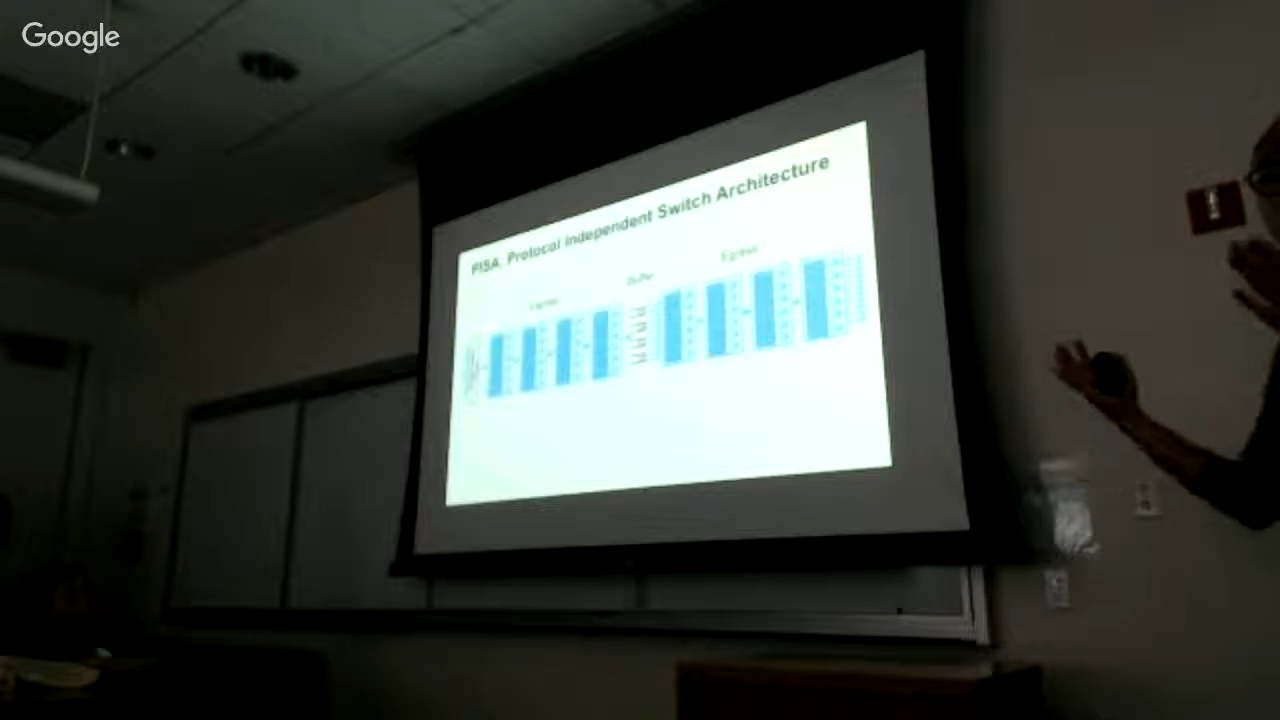 Google
PISA: Protocol Independent Switch Architecture
Ingress
Buffer
Egress